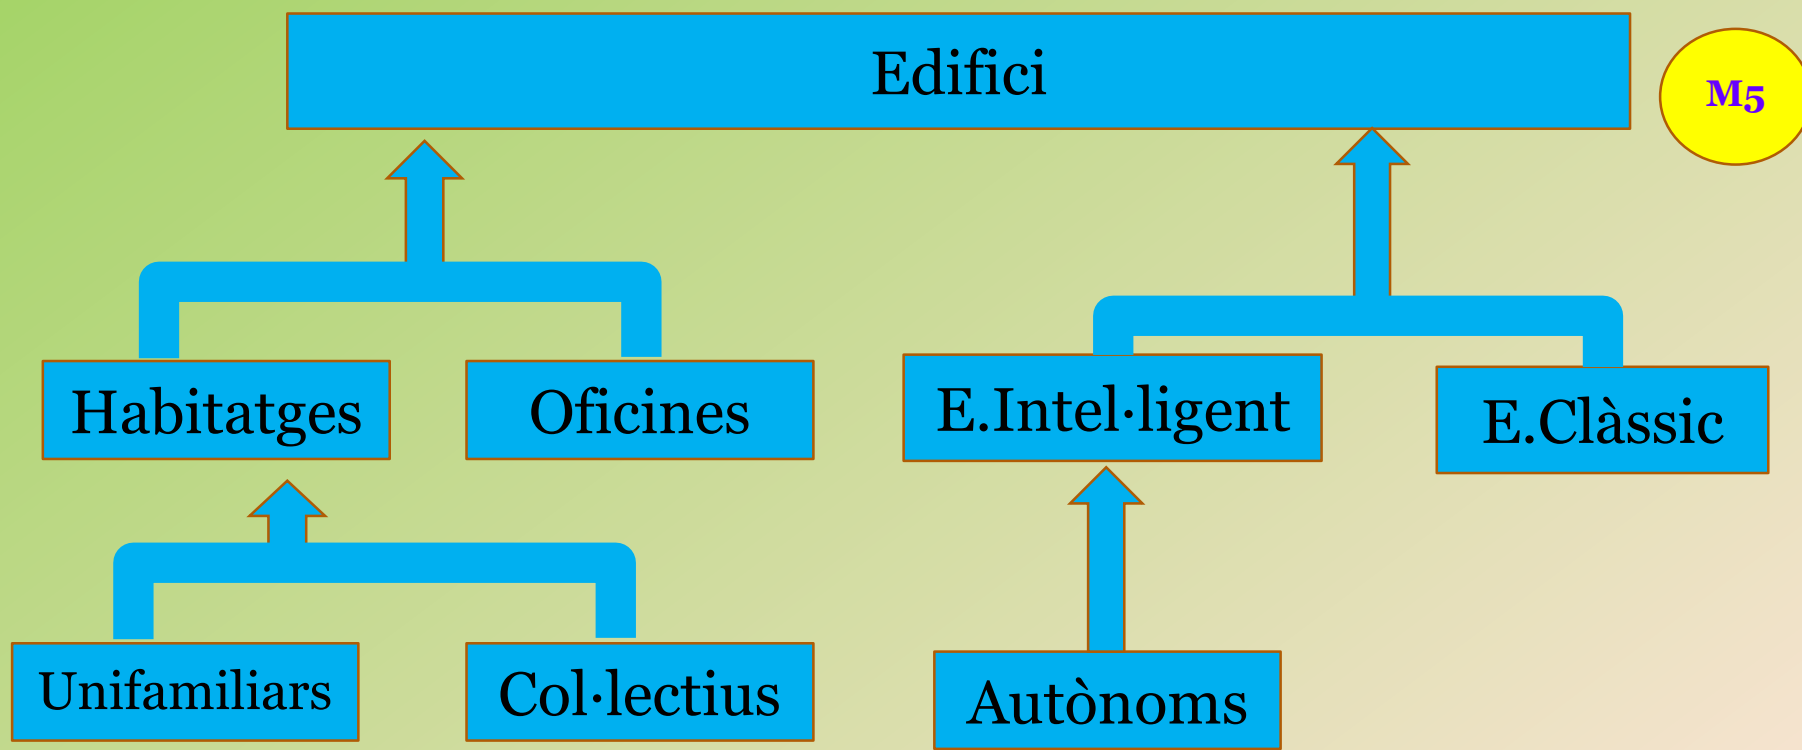 Edifici
M5
Habitatges
Oficines
E.Intel·ligent
E.Clàssic
Unifamiliars
Col·lectius
Autònoms